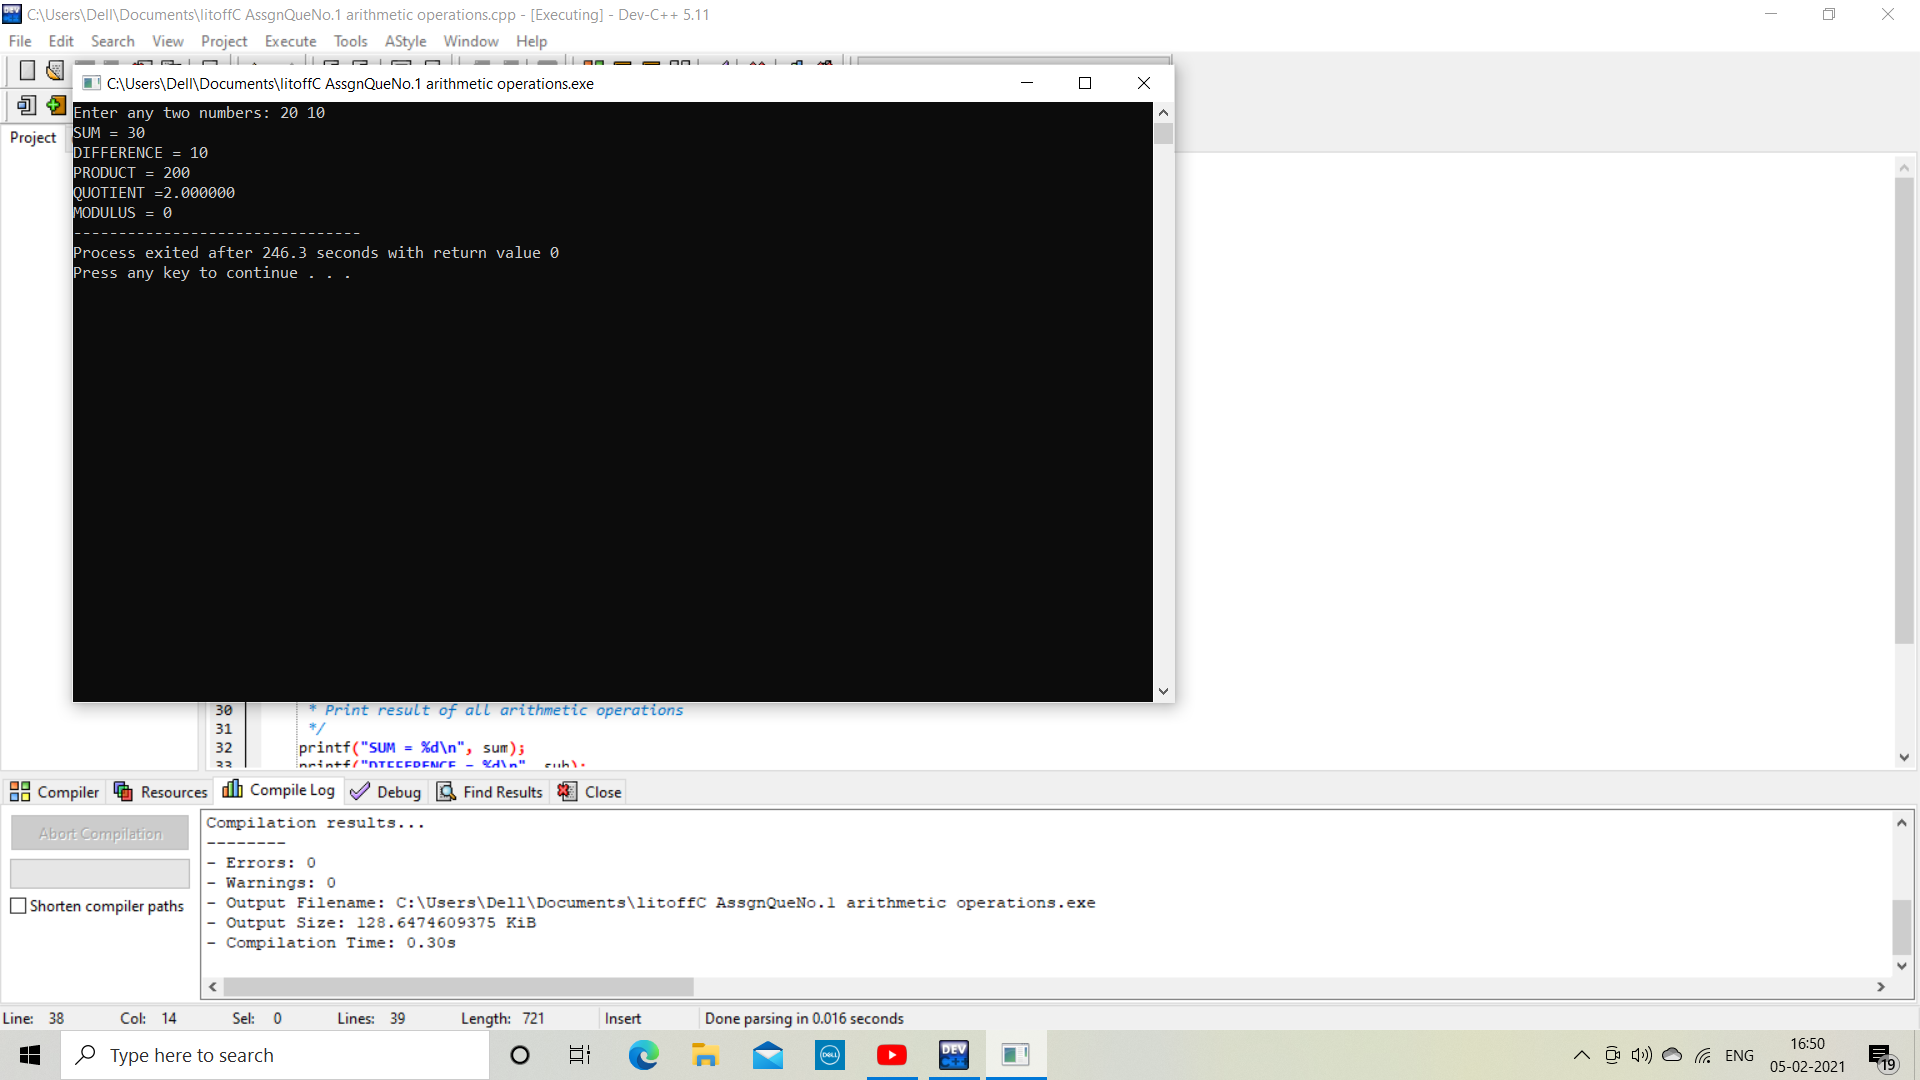 C:\Users\Dell\Documents\litoffC AssgnQueNo.1 arithmetic operations.cpp - [Executing] - Dev-C++ 5.11
File Edit Search View Project Execute Tools AStyle Window Help
C:\Users\Dell\Documents\litoffC AssgnQueNo.1 arithmetic operations.exe
Project
Enter any two numbers: 20 10
SUM = 30
DIFFERENCE = 10
PRODUCT = 200
QUOTIENT =2.000000
MODULUS = 0
--------------------------------
Process exited after 246.3 seconds with return value 0
Press any key to continue . . .
30 * Print result of all arithmetic operations
31 */
32 printf("SUM = %d\n", sum);
33 printf("DIFFERENCE = %d\n", sub);
Compiler Resources Compile Log Debug Find Results Close
Abort Compilation
Shorten compiler paths
Compilation results...
--------
- Errors: 0
- Warnings: 0
- Output Filename: C:\Users\Dell\Documents\litoffC AssgnQueNo.1 arithmetic operations.exe
- Output Size: 128.6474609375 KiB
- Compilation Time: 0.30s
Line: 38 Col: 14 Sel: 0 Lines: 39 Length: 721 Insert Done parsing in 0.016 seconds
Type here to search
DELL
DEV C++
ENG
16:50
05-02-2021
19